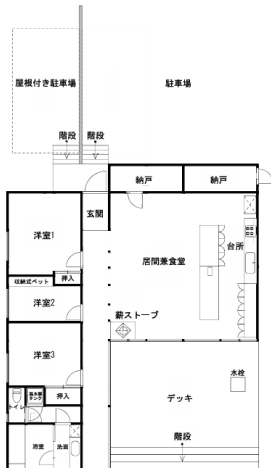 屋根付き駐車場
駐車場
階段
階段
納戸
納戸
玄関
洋室1
台所
居間兼食堂
収納式ベット
押入
洋室2
薪ストーブ
洋室3
水栓
デッキ
押入
トイレ
タンク
階段
浴室
洗面